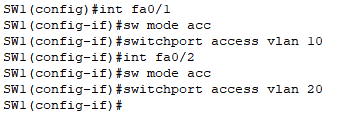 SW1(config)#int fa0/1
SW1(config-if)#sw mode acc
SW1(config-if)#switchport access vlan 10
SW1(config-if)#int fa0/2
SW1(config-if)#sw mode acc
SW1(config-if)#switchport access vlan 20
SW1(config-if)#